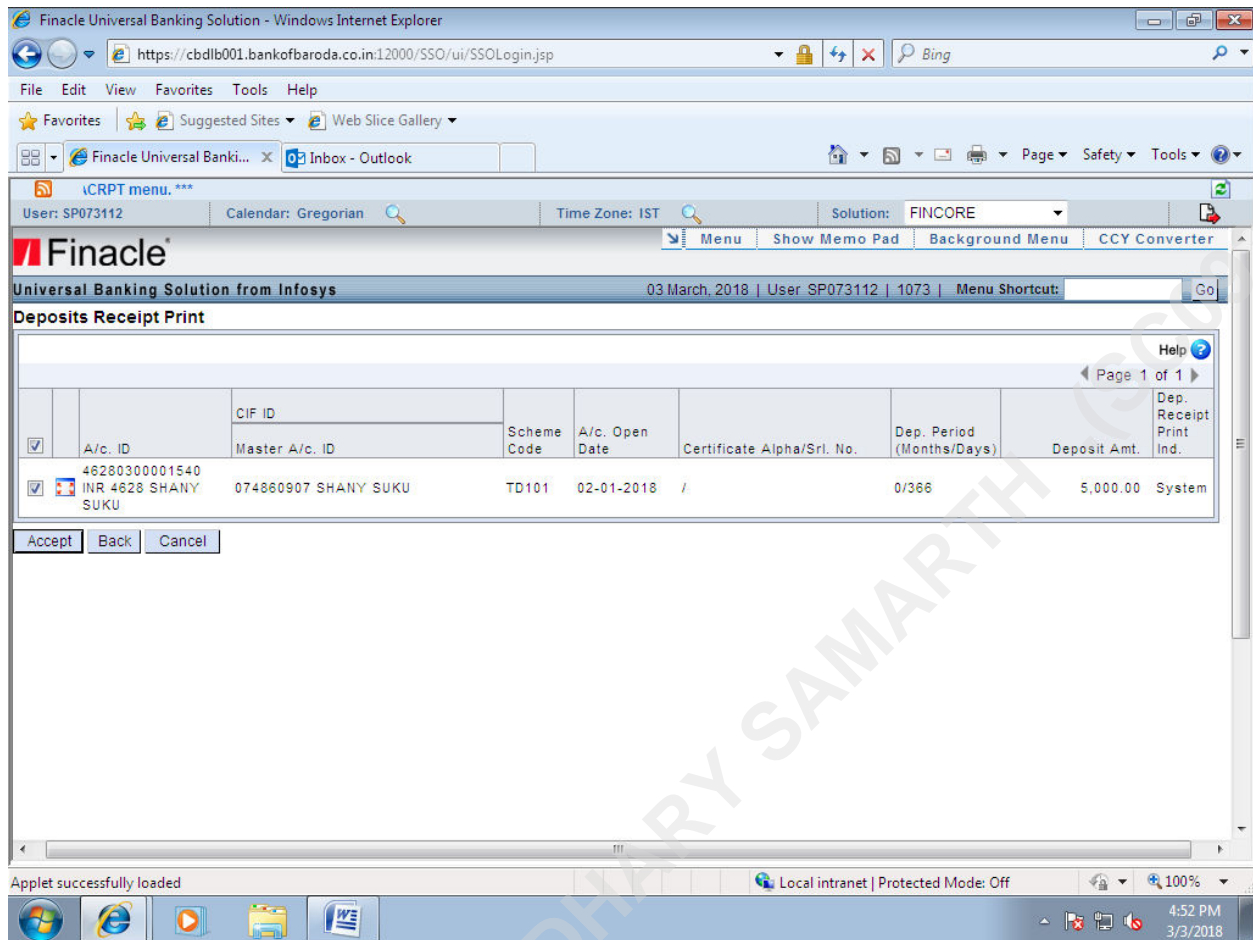 Finacle Universal Banking Solution - Windows Internet Explorer
https://cbdlb001.bankofbaroda.co.in:12000/SSO/ui/SSOLogin.jsp
Bing
File Edit View Favorites Tools Help
Favorites Suggested Sites Web Slice Gallery
Finacle Universal Banki... Inbox - Outlook Page Safety Tools
ACRPT menu. ***
User: SP073112 Calendar: Gregorian Time Zone: IST Solution: FINCORE
Menu Show Memo Pad Background Menu CCY Converter
Finacle
Universal Banking Solution from Infosys 03 March, 2018 | User SP073112 | 1073 | Menu Shortcut: Go
Deposits Receipt Print
Help
Page 1 of 1
A/c. ID CIF ID Master A/c. ID Scheme Code A/c. Open Date Certificate Alpha/Srl. No. Dep. Period (Months/Days) Deposit Amt. Dep. Receipt Print Ind.
46280300001540 INR 4628 SHANY SUKU 074860907 SHANY SUKU TD101 02-01-2018 / 0/366 5,000.00 System
Accept Back Cancel
Applet successfully loaded Local intranet | Protected Mode: Off 100%
4:52 PM
3/3/2018
SAMARTH